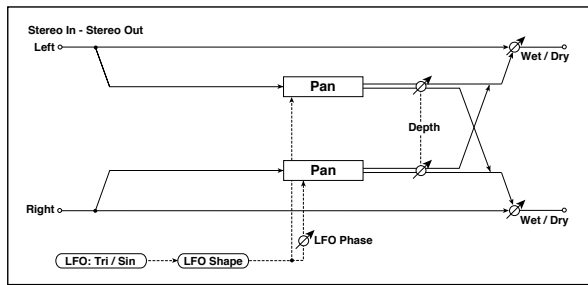 Stereo In - Stereo Out
Left
Wet / Dry
Pan
Depth
Pan
Right
Wet / Dry
LFO Phase
LFO: Tri / Sin
LFO Shape